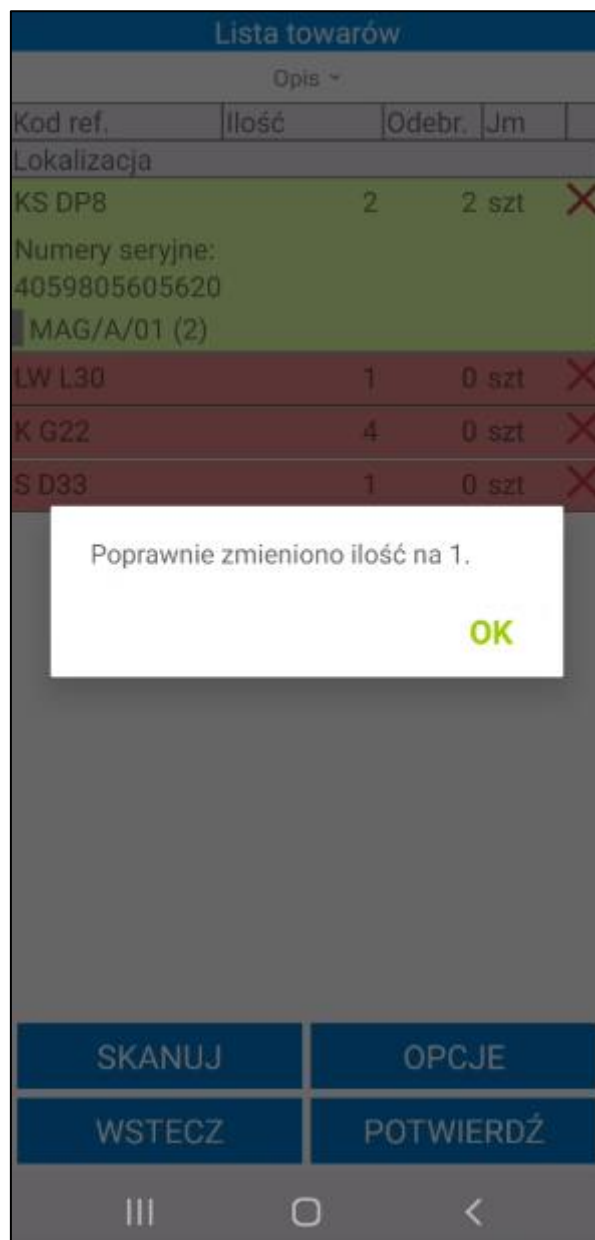 Lista towarów
Opis
Kod ref. Ilość Odebr. Jm
Lokalizacja
KS DP8 2 2 szt
Numery seryjne:
4059805605620
MAG/A/01 (2)
LW L30 1 0 szt
K G22 4 0 szt
S D33 1 0 szt
Poprawnie zmieniono ilość na 1.
OK
SKANUJ OPCJE
WSTECZ POTWIERDŹ